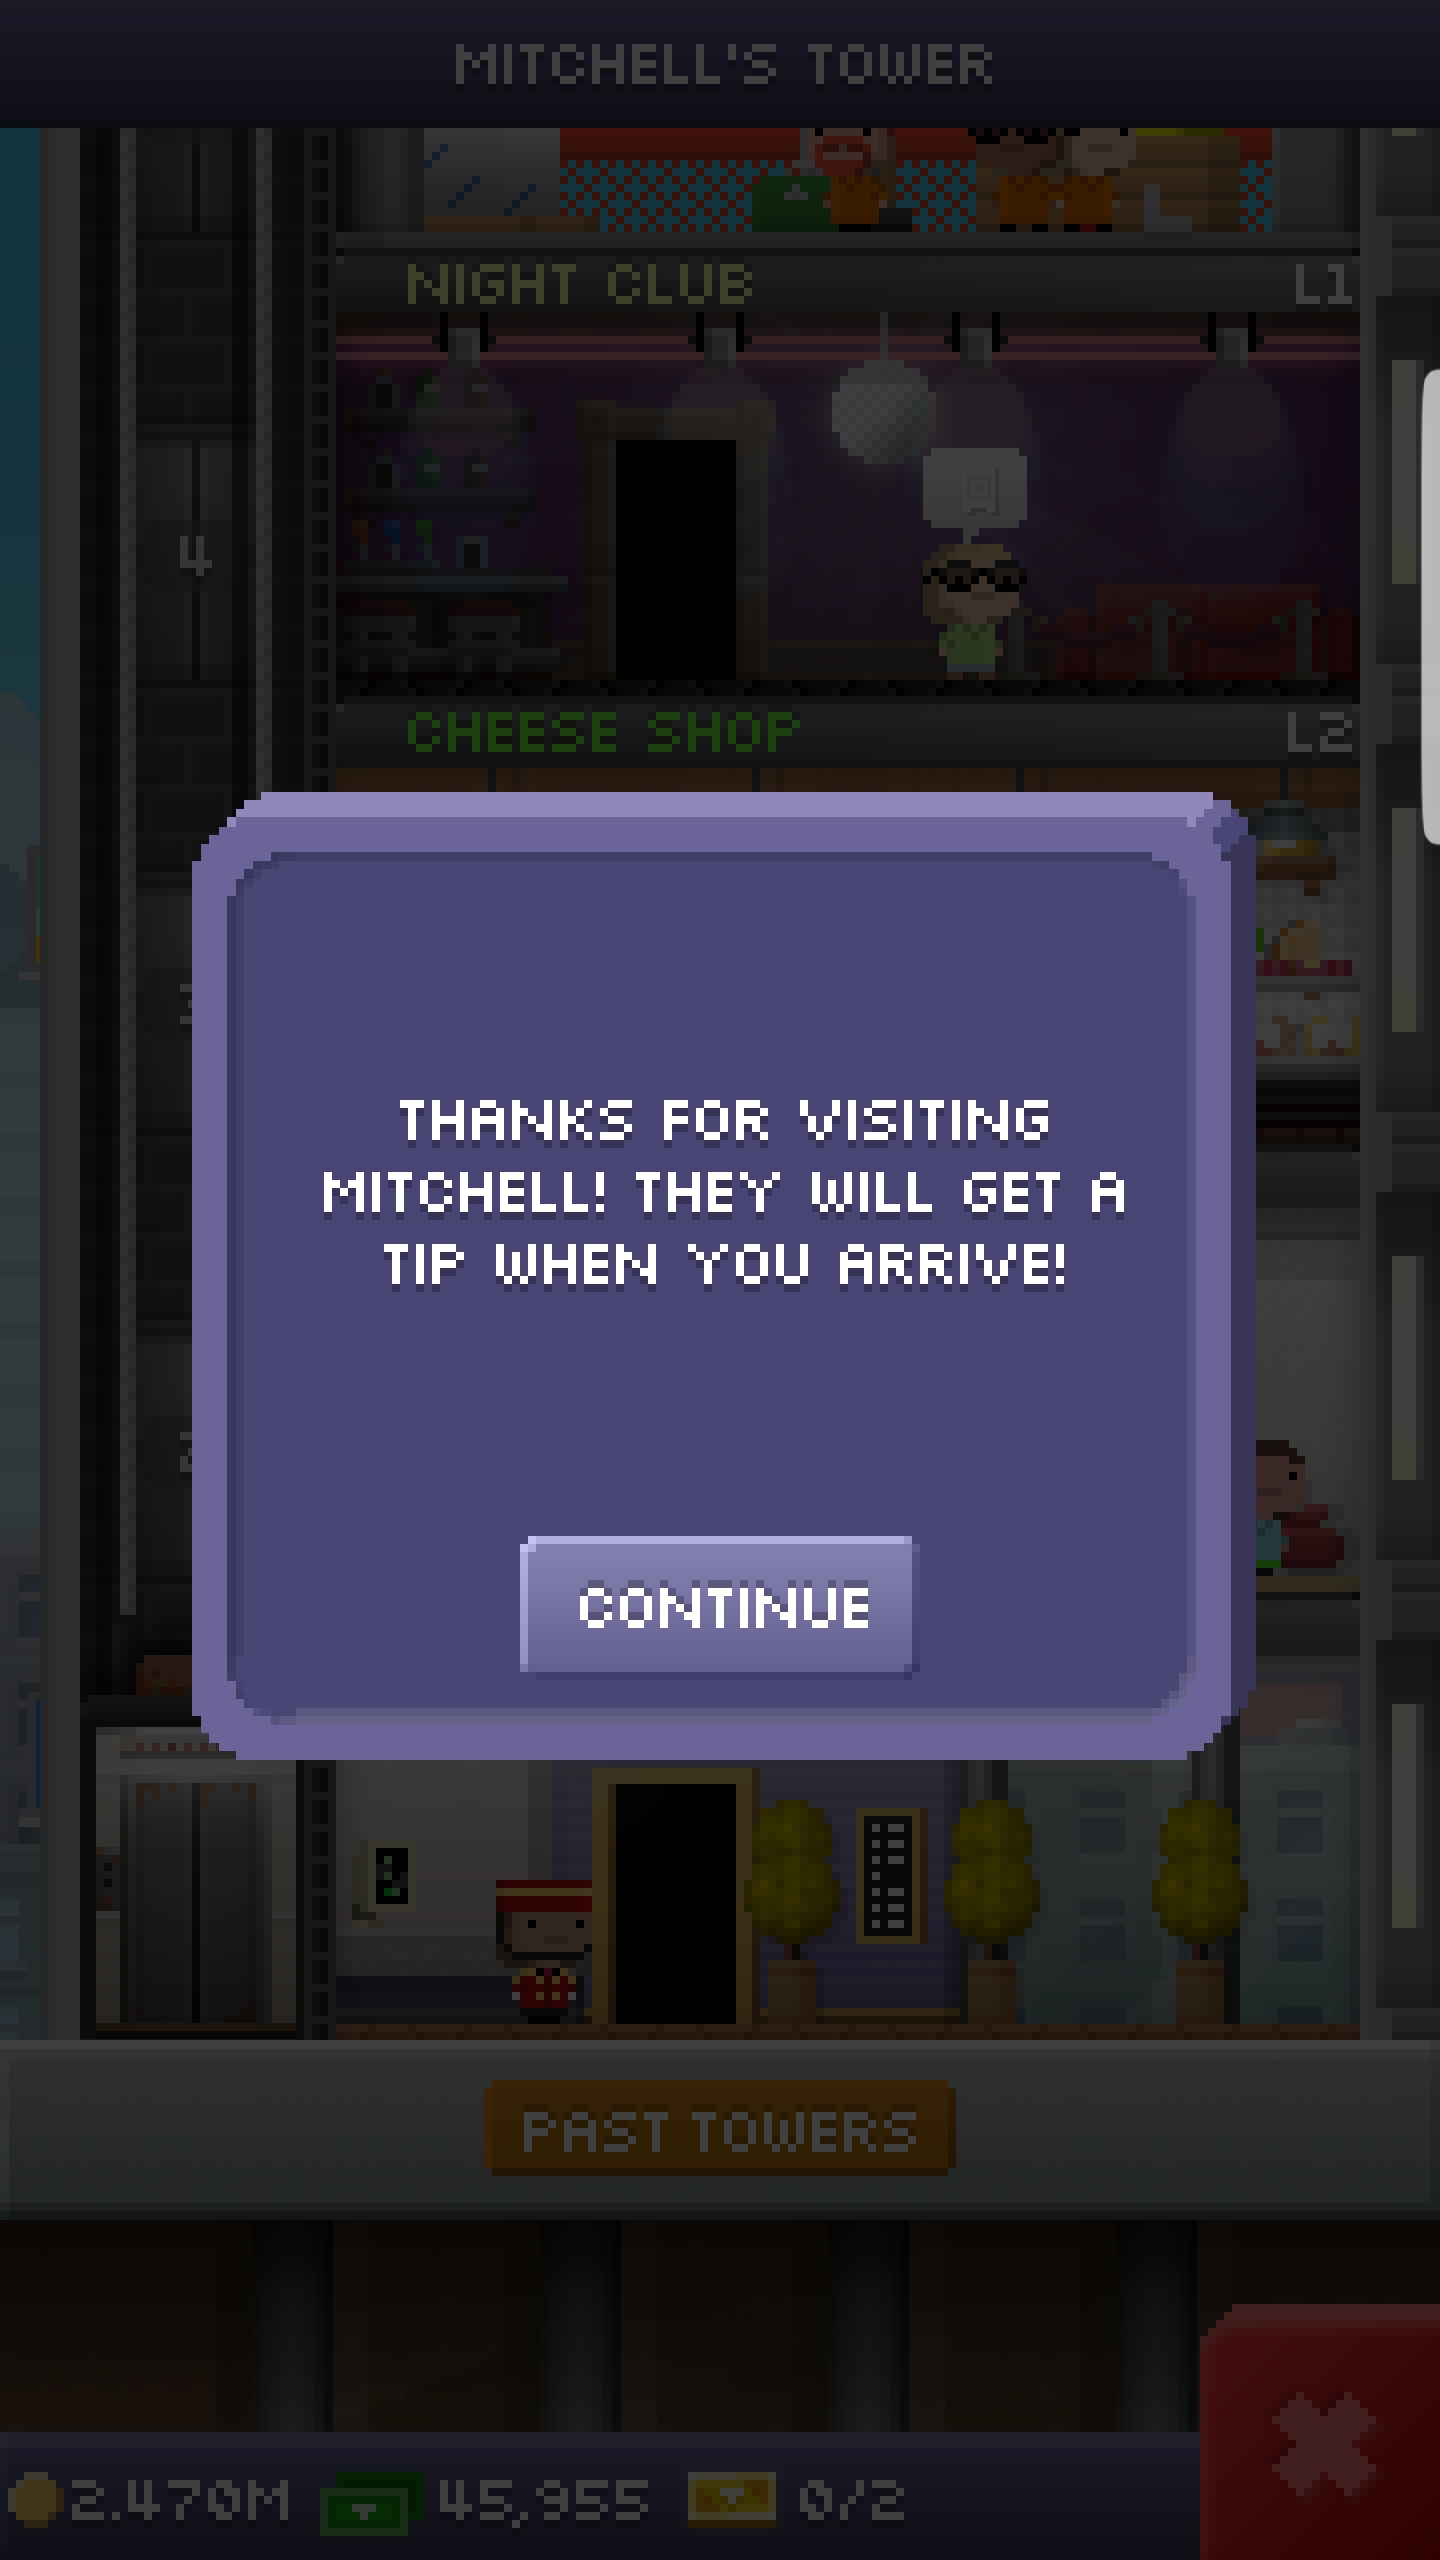 MITCHELL'S TOWER
NIGHT CLUB L1
4
CHEESE SHOP L2
THANKS FOR VISITING
MITCHELL! THEY WILL GET A
TIP WHEN YOU ARRIVE!
CONTINUE
PAST TOWERS
2.470M 45,955 0/2